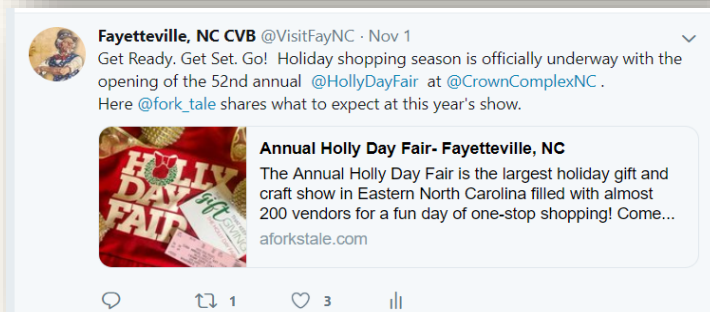 Fayetteville, NC CVB @VisitFayNC · Nov 1
Get Ready. Get Set. Go! Holiday shopping season is officially underway with the
opening of the 52nd annual @HollyDayFair at @CrownComplexNC .
Here @fork_tale shares what to expect at this year's show.
HOLLY
DAY
FAIR
gift
GIVING
Annual Holly Day Fair- Fayetteville, NC
The Annual Holly Day Fair is the largest holiday gift and
craft show in Eastern North Carolina filled with almost
200 vendors for a fun day of one-stop shopping! Come...
aforkstale.com
1
3